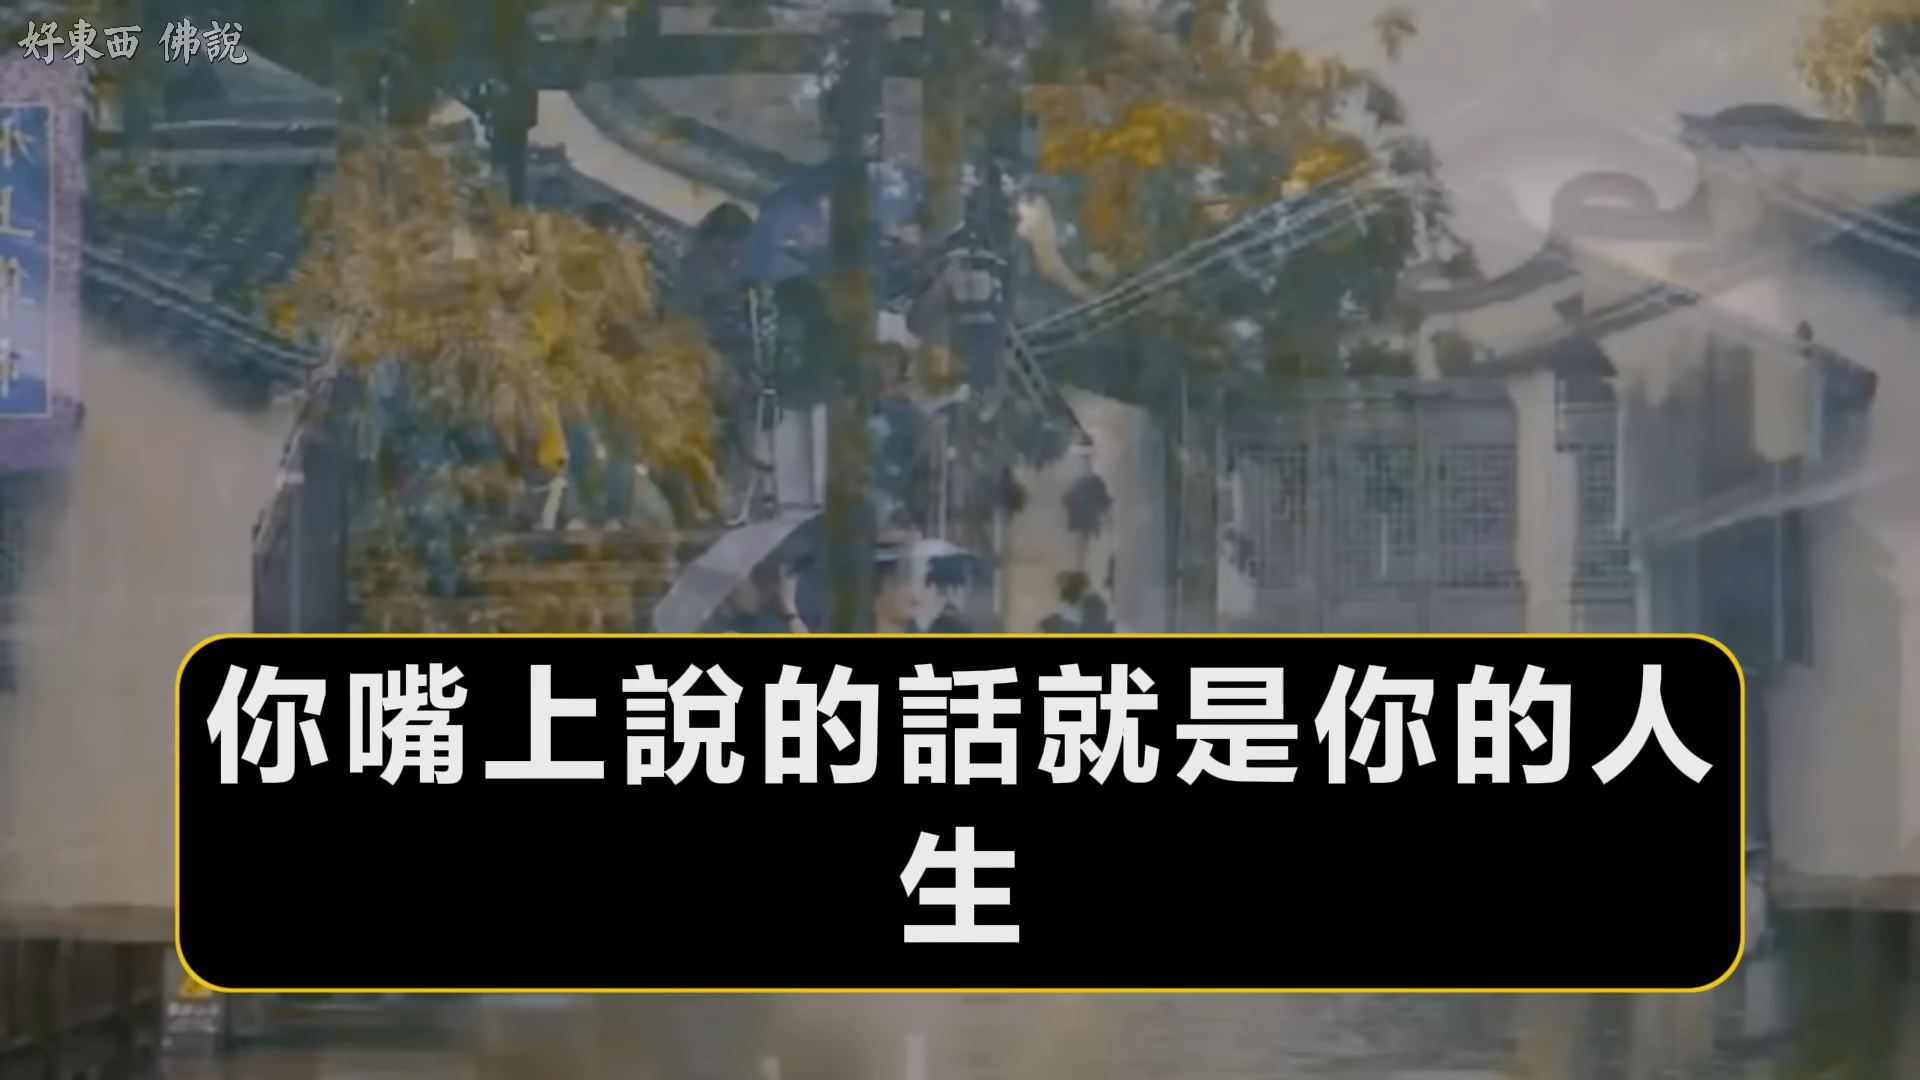 好東西 佛說
你嘴上說的話就是你的人
生